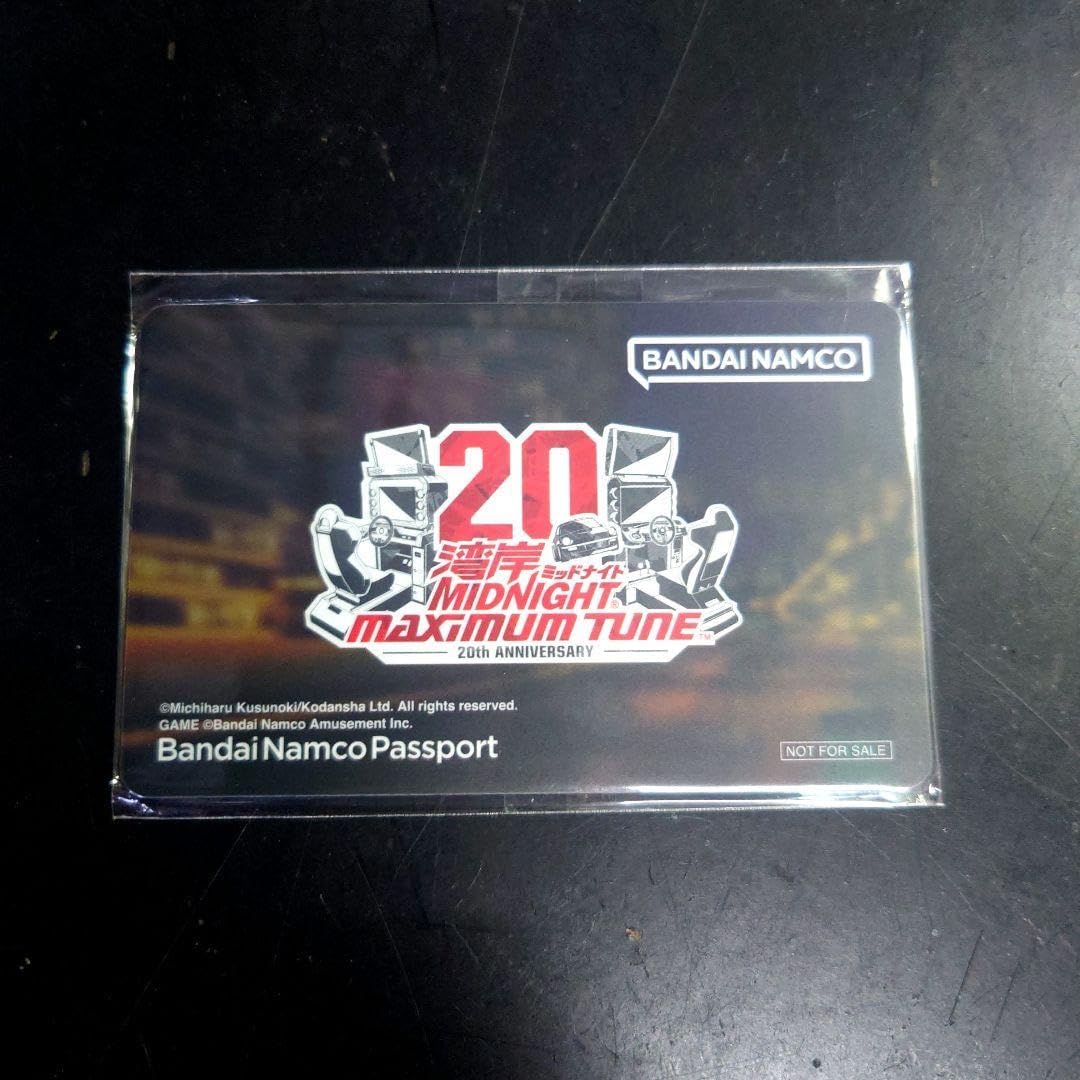 BANDAI NAMCO
20
湾岸 ミッドナイト
MIDNIGHT®
MAXIMUM TUNE™
20th ANNIVERSARY
©Michiharu Kusunoki/Kodansha Ltd. All rights reserved.
GAME ©Bandai Namco Amusement Inc.
Bandai Namco Passport
NOT FOR SALE